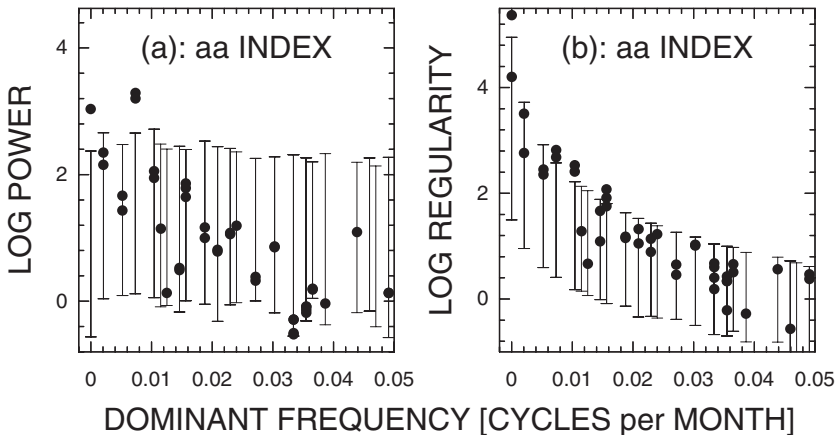 (a): aa INDEX
LOG POWER
4
2
0
0 0.01 0.02 0.03 0.04 0.05
(b): aa INDEX
LOG REGULARITY
4
2
0
0 0.01 0.02 0.03 0.04 0.05
DOMINANT FREQUENCY [CYCLES per MONTH]